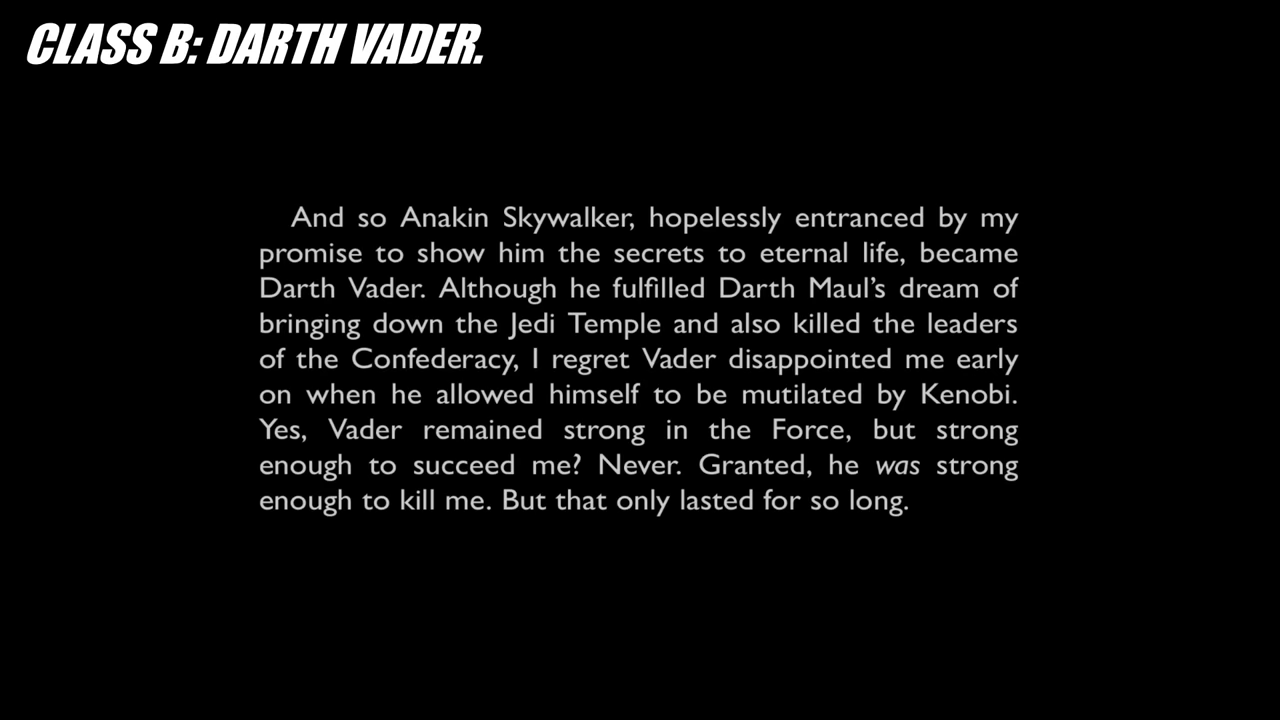 CLASS B: DARTH VADER.
And so Anakin Skywalker, hopelessly entranced by my
promise to show him the secrets to eternal life, became
Darth Vader. Although he fulfilled Darth Maul’s dream of
bringing down the Jedi Temple and also killed the leaders
of the Confederacy, I regret Vader disappointed me early
on when he allowed himself to be mutilated by Kenobi.
Yes, Vader remained strong in the Force, but strong
enough to succeed me? Never. Granted, he was strong
enough to kill me. But that only lasted for so long.